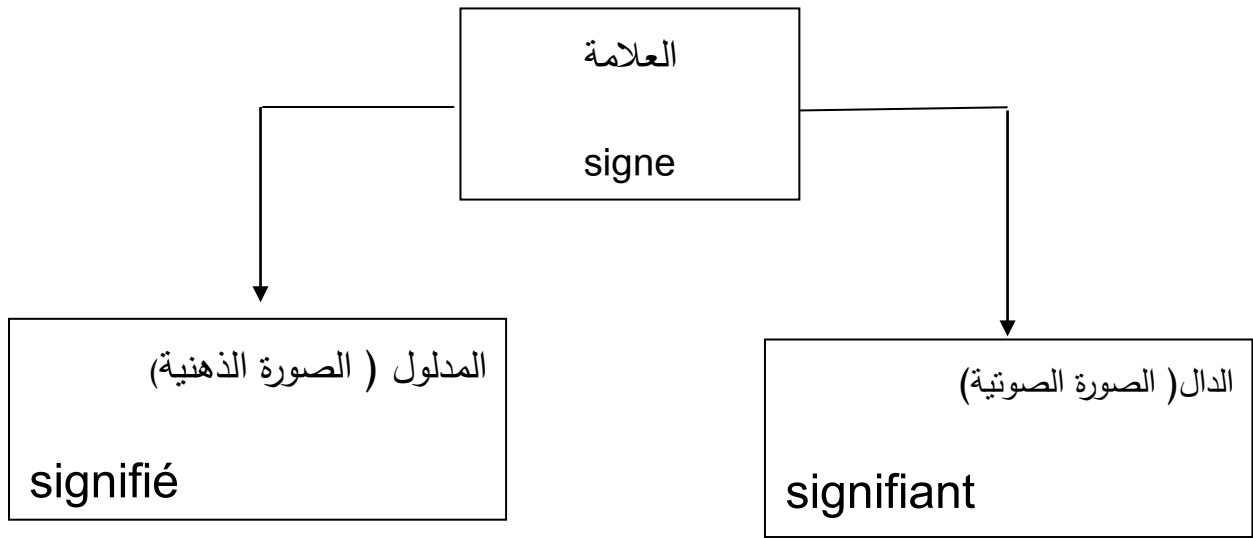 العلامة
signe
الدال( الصورة الصوتية)
signifiant
المدلول ( الصورة الذهنية)
signifié